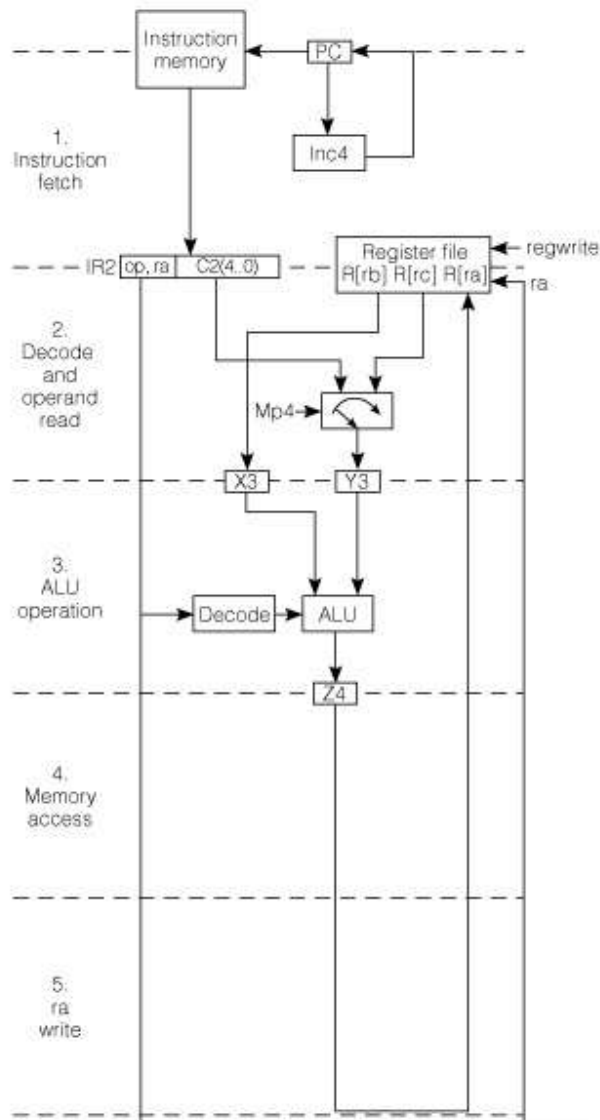 Instruction
memory
PC
1.
Instruction
fetch
Inc4
IR2 op, ra C2(4..0)
Register file
R[rb] R[rc] R[ra]
regwrite
ra
2.
Decode
and
operand
read
Mp4
X3
Y3
3.
ALU
operation
Decode
ALU
Z4
4.
Memory
access
5.
ra
write